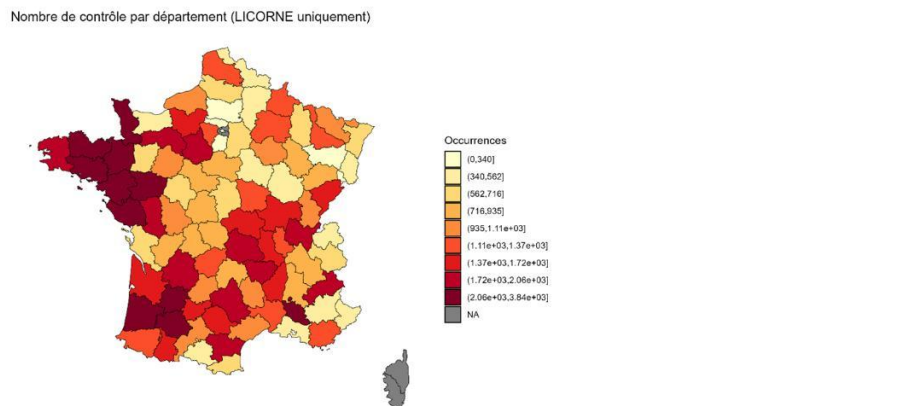 Nombre de contrôle par département (LICORNE uniquement)
Occurrences
(0,340]
(340,562]
(562,716]
(716,935]
(935,1.11e+03]
(1.11e+03,1.37e+03]
(1.37e+03,1.72e+03]
(1.72e+03,2.06e+03]
(2.06e+03,3.84e+03]
NA